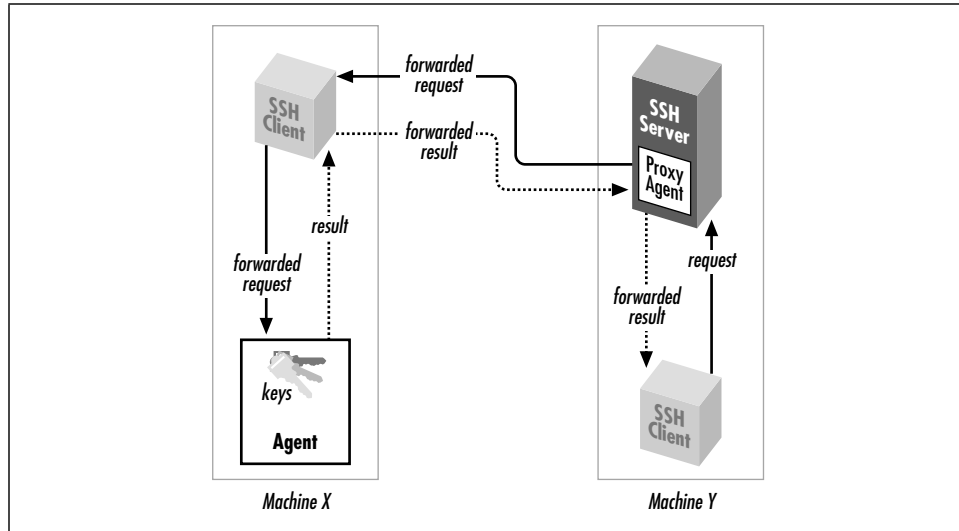 forwarded
request
SSH
Client
forwarded
result
SSH
Server
Proxy
Agent
result
request
forwarded
request
forwarded
result
keys
Agent
SSH
Client
Machine X
Machine Y